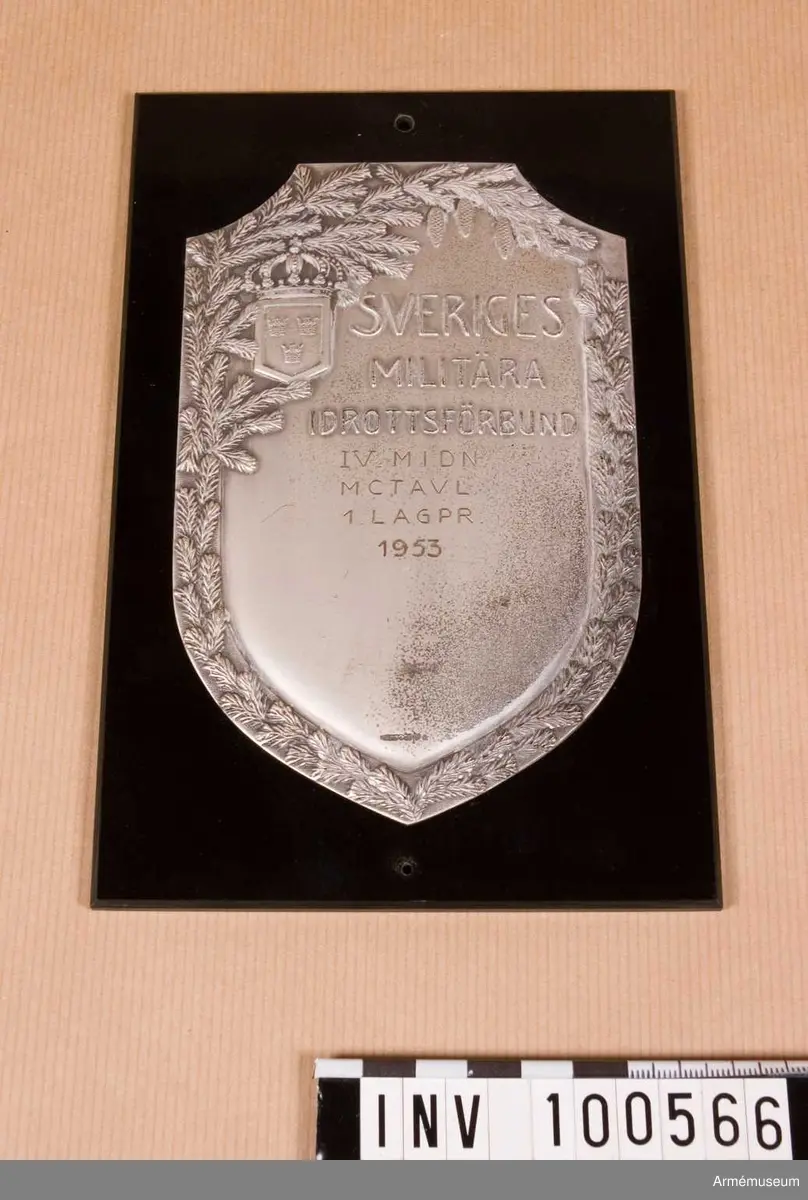 SVERIGES
MILITÄRA
IDROTTSFÖRBUND
IV. MIDN
MCTAVL.
1. LAGPR.
1953
INV 100566
Armémuseum